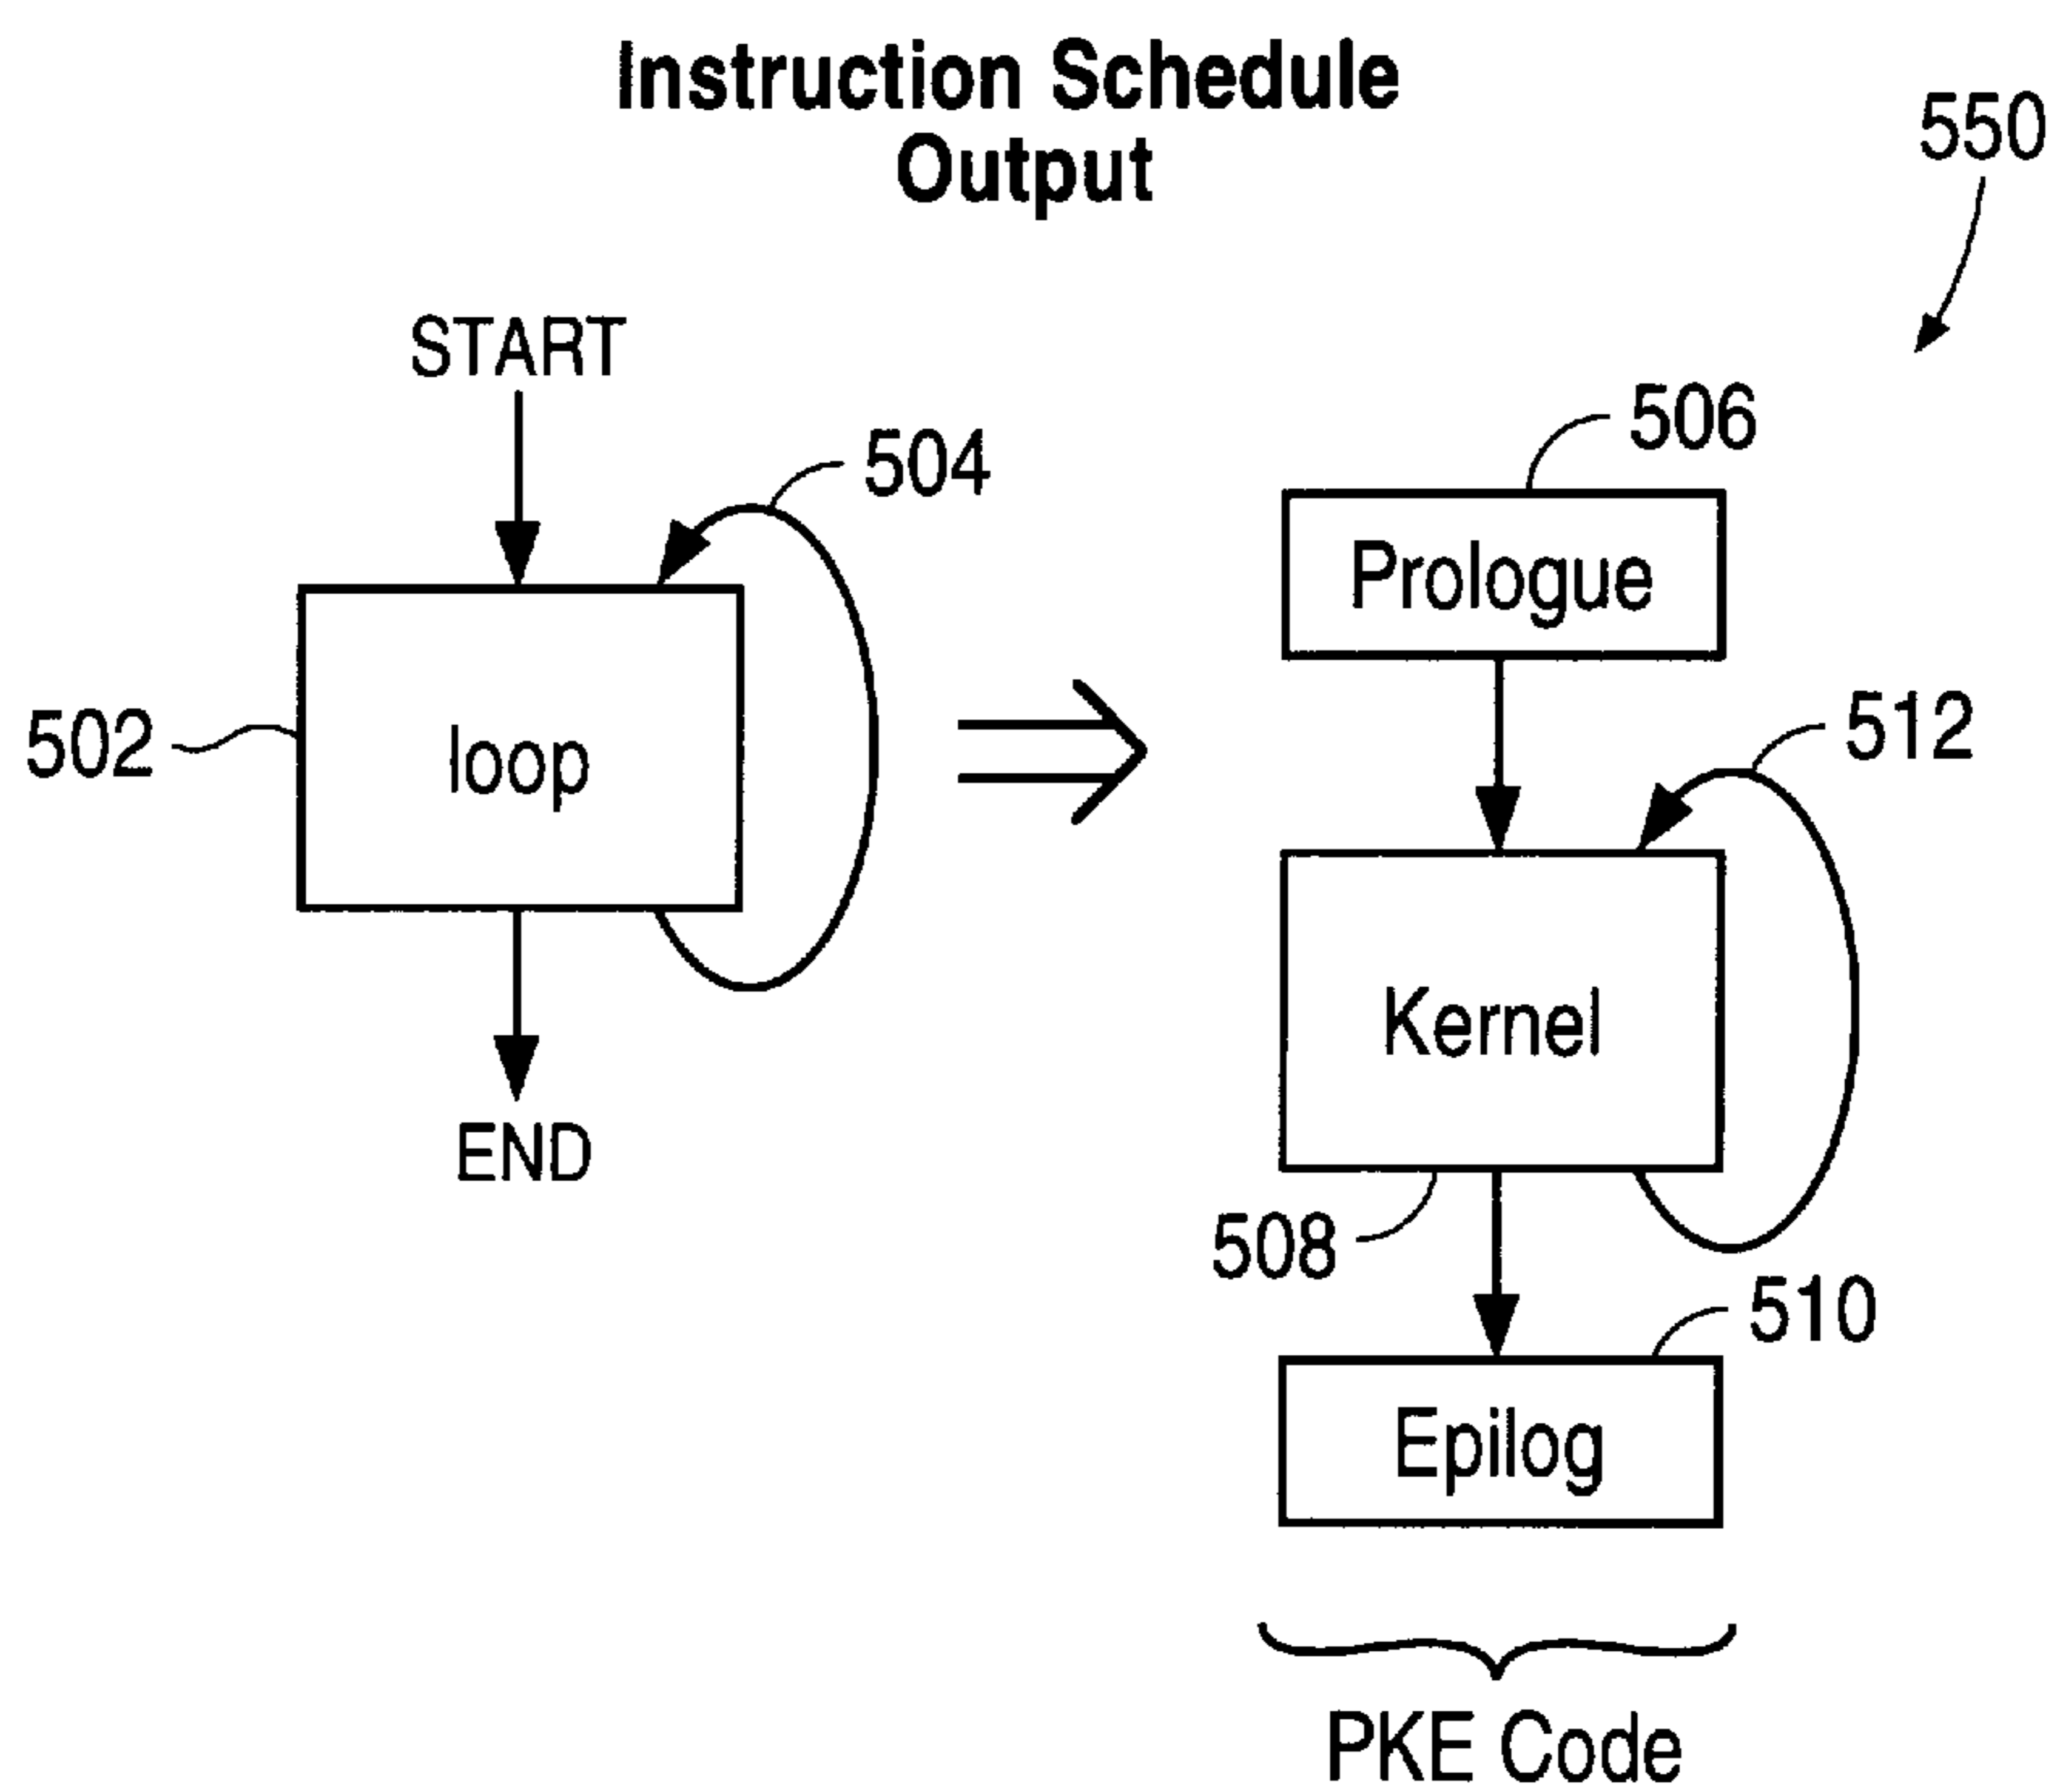 Instruction Schedule
Output
550
START
504
506
Prologue
502
loop
512
Kernel
END
508
510
Epilog
PKE Code